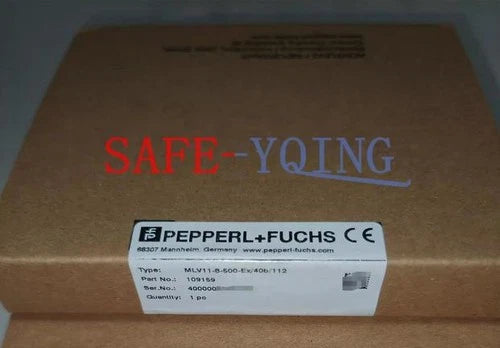 SAFE-YQING
PEPPERL+FUCHS CE
68307 Mannheim, Germany www.pepperl-fuchs.com
Type: MLV11-8-500-Ex/40b/112
Part No.: 109159
Ser.No.: 400000
Quantity: 1 pc